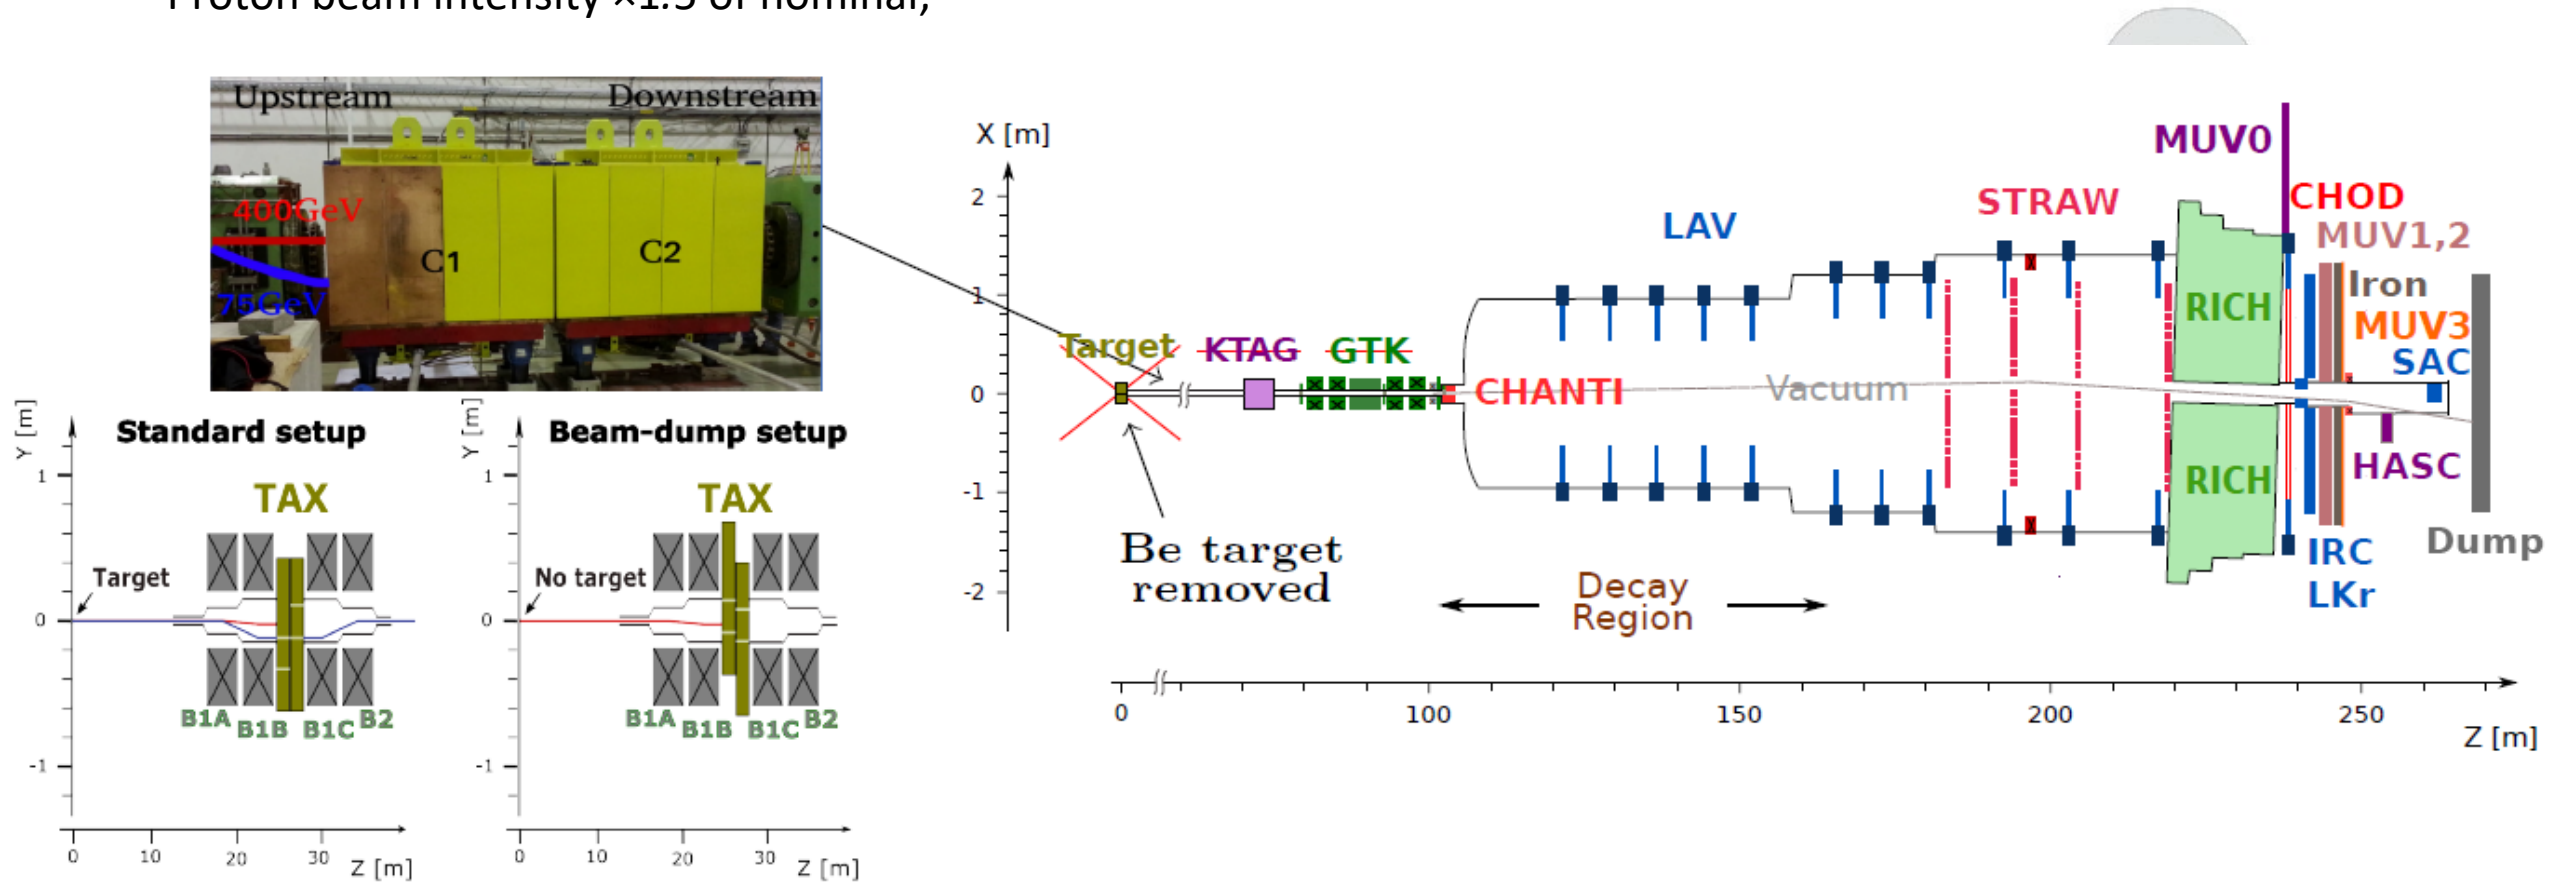 Proton beam intensity ×1.5 of nominal,
Upstream
Downstream
400GeV
C1
C2
75GeV
Y [m]
Standard setup
1
TAX
Target
0
B1A
B1B
B1C
B2
-1
0
10
20
30
Z [m]
Y [m]
Beam-dump setup
1
TAX
No target
0
B1A
B1B
B1C
B2
-1
0
10
20
30
Z [m]
X [m]
2
1
0
-1
-2
Target
KTAG
GTK
CHANTI
LAV
Vacuum
STRAW
RICH
RICH
MUV0
CHOD
MUV1,2
Iron
MUV3
SAC
HASC
IRC
LKr
Dump
Be target
removed
Decay
Region
0
100
150
200
250
Z [m]